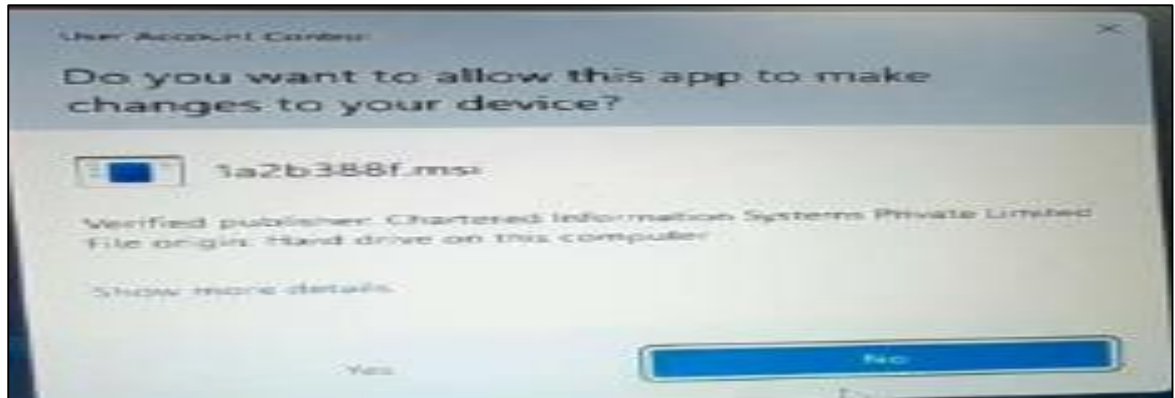 User Account Control
Do you want to allow this app to make
changes to your device?
1a2b388f.msi
Verified publisher: Chartered Information Systems Private Limited
File origin: Hard drive on this computer
Show more details
Yes
No